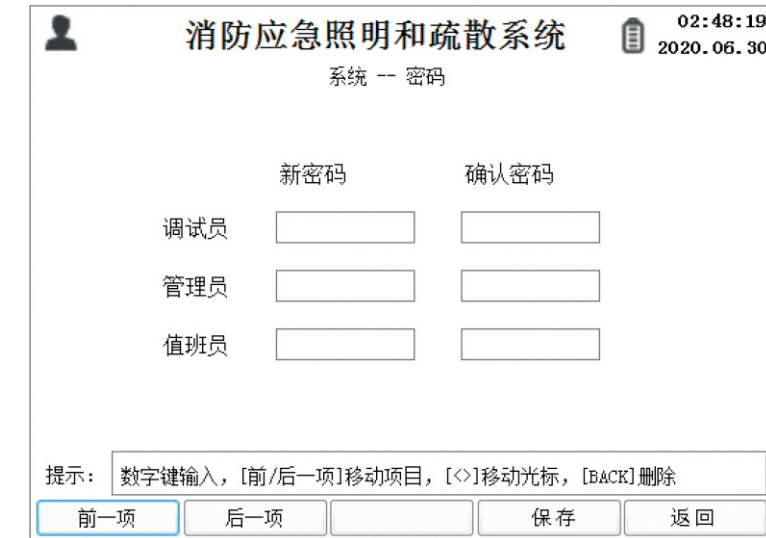 消防应急照明和疏散系统
02:48:19
2020.06.30
系统 -- 密码
新密码 确认密码
调试员
管理员
值班员
提示: 数字键输入, [前/后一项]移动项目, [<>]移动光标, [BACK]删除
前一项 后一项 保存 返回